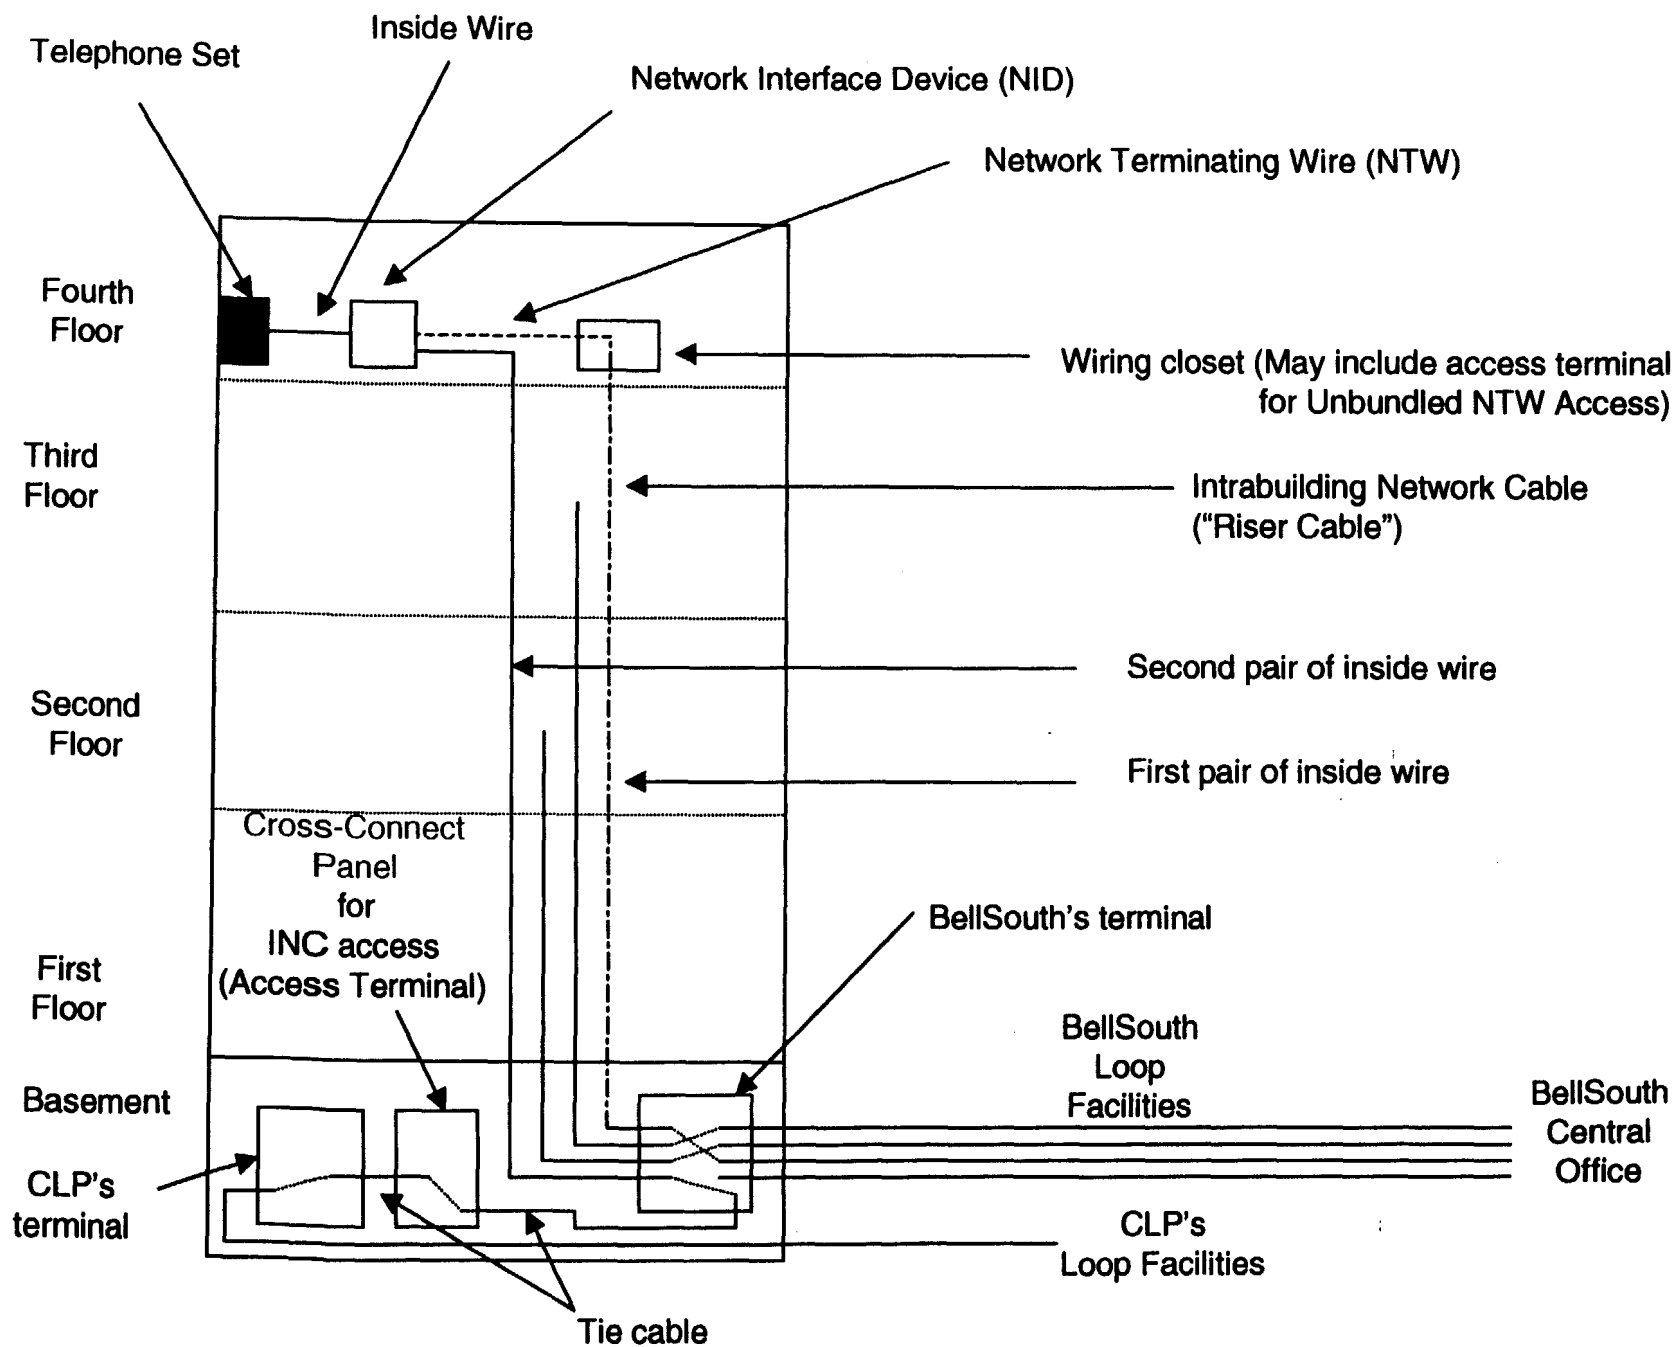 Inside Wire
Telephone Set
Network Interface Device (NID)
Network Terminating Wire (NTW)
Fourth
Floor
Wiring closet (May include access terminal
for Unbundled NTW Access)
Third
Floor
Intrabuilding Network Cable
(“Riser Cable”)
Second pair of inside wire
Second
Floor
First pair of inside wire
Cross-Connect
Panel
for
INC access
(Access Terminal)
BellSouth’s terminal
First
Floor
BellSouth
Loop
Facilities
Basement
BellSouth
Central
Office
CLP’s
terminal
CLP’s
Loop Facilities
Tie cable